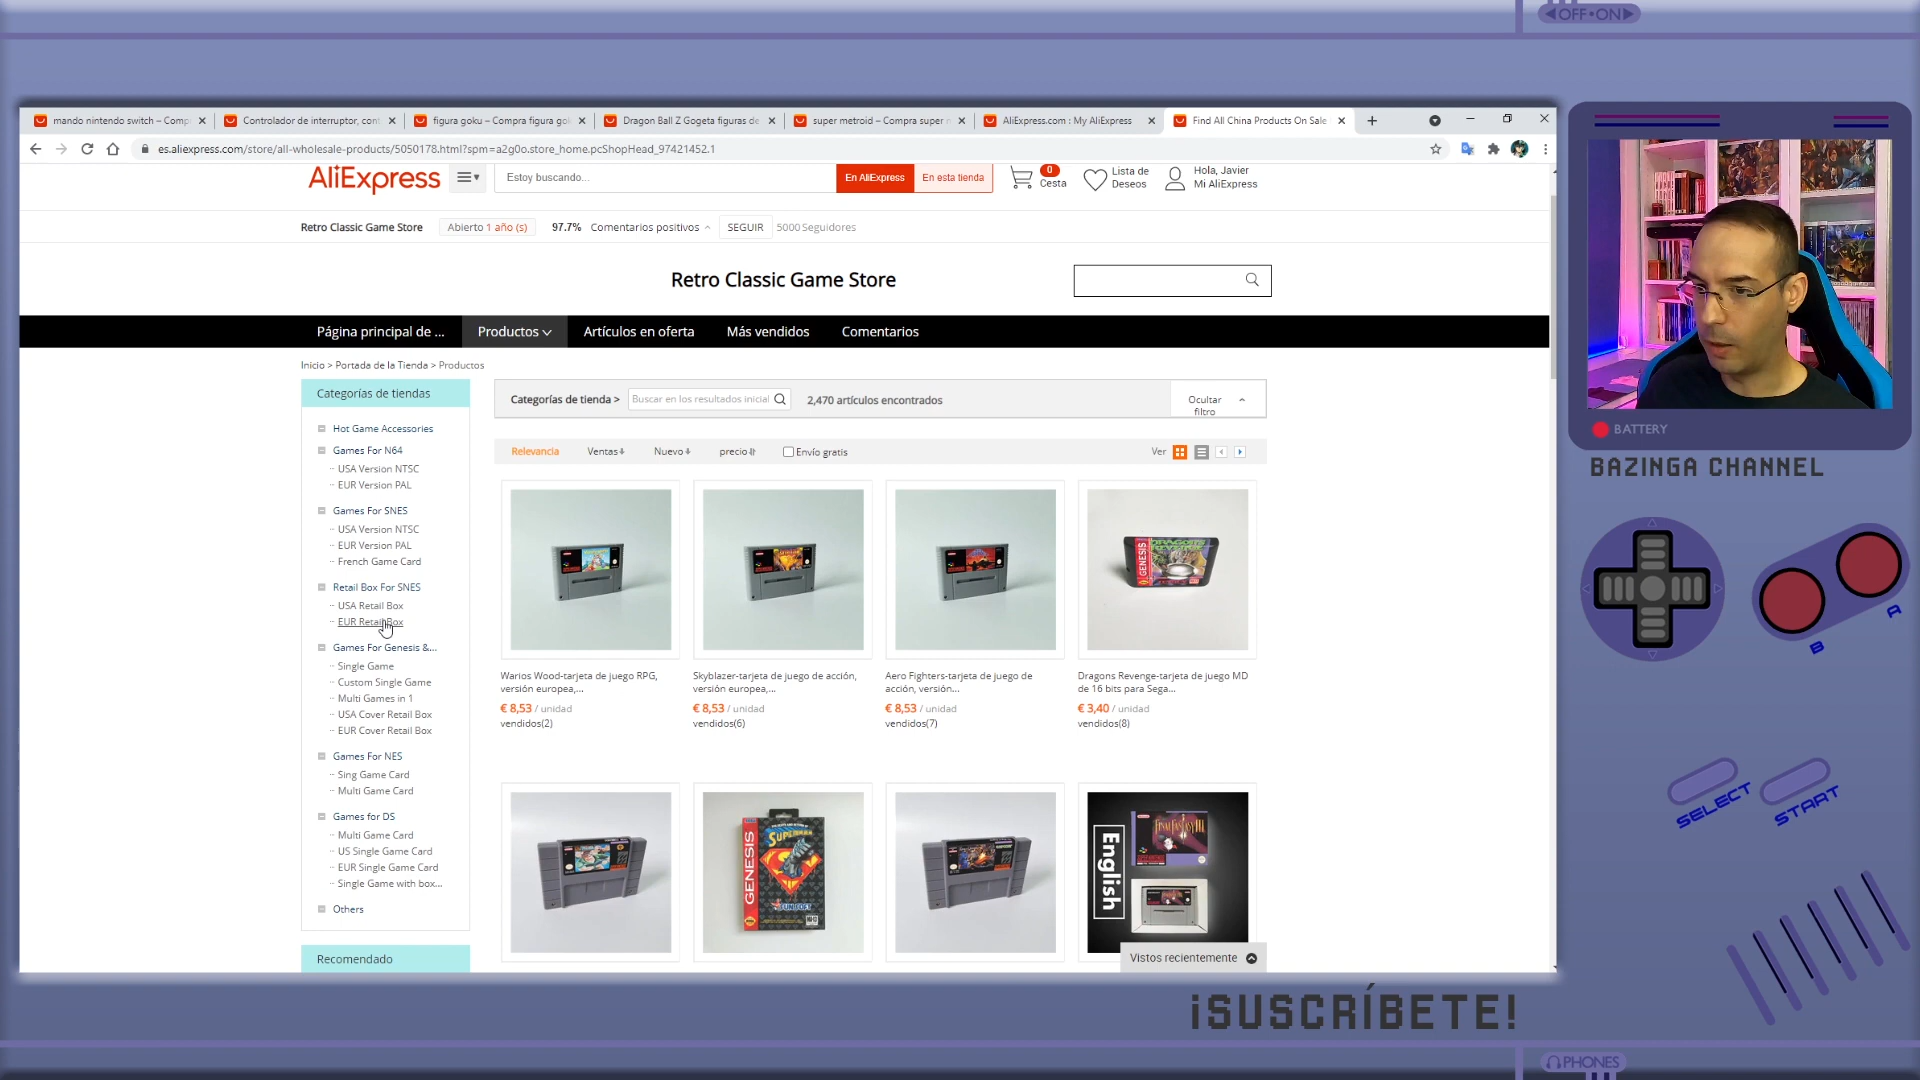 ◀OFF•ON▶
mando nintendo switch – Comp
Controlador de interruptor, cont
figura goku – Compra figura go
Dragon Ball Z Gogeta figuras de
super metroid – Compra super n
AliExpress.com : My AliExpress
Find All China Products On Sale
es.aliexpress.com/store/all-wholesale-products/5050178.html?spm=a2g0o.store_home.pcShopHead_97421452.1
AliExpress
Estoy buscando...
En AliExpress
En esta tienda
0
Cesta
Lista de
Deseos
Hola, Javier
Mi AliExpress
Retro Classic Game Store
Abierto 1 año (s)
97.7% Comentarios positivos
SEGUIR
5000 Seguidores
Retro Classic Game Store
Página principal de ...
Productos
Artículos en oferta
Más vendidos
Comentarios
Inicio > Portada de la Tienda > Productos
Categorías de tiendas
Hot Game Accessories
Games For N64
USA Version NTSC
EUR Version PAL
Games For SNES
USA Version NTSC
EUR Version PAL
French Game Card
Retail Box For SNES
USA Retail Box
EUR Retail Box
Games For Genesis &...
Single Game
Custom Single Game
Multi Games in 1
USA Cover Retail Box
EUR Cover Retail Box
Games For NES
Sing Game Card
Multi Game Card
Games for DS
Multi Game Card
US Single Game Card
EUR Single Game Card
Single Game with box...
Others
Recomendado
Categorías de tienda >
Buscar en los resultados inicial
2,470 artículos encontrados
Ocultar
filtro
Relevancia
Ventas
Nuevo
precio
Envío gratis
Ver
Warios Wood-tarjeta de juego RPG,
versión europea,...
€ 8,53 / unidad
vendidos(2)
Skyblazer-tarjeta de juego de acción,
versión europea,...
€ 8,53 / unidad
vendidos(6)
Aero Fighters-tarjeta de juego de
acción, versión...
€ 8,53 / unidad
vendidos(7)
GENESIS
DRAGON'S
REVENGE
Dragons Revenge-tarjeta de juego MD
de 16 bits para Sega...
€ 3,40 / unidad
vendidos(8)
GENESIS
SUPERMAN
SUNSOFT
English
FINAL FANTASY III
Vistos recientemente
BATTERY
BAZINGA CHANNEL
A
B
SELECT
START
¡SUSCRÍBETE!
PHONES